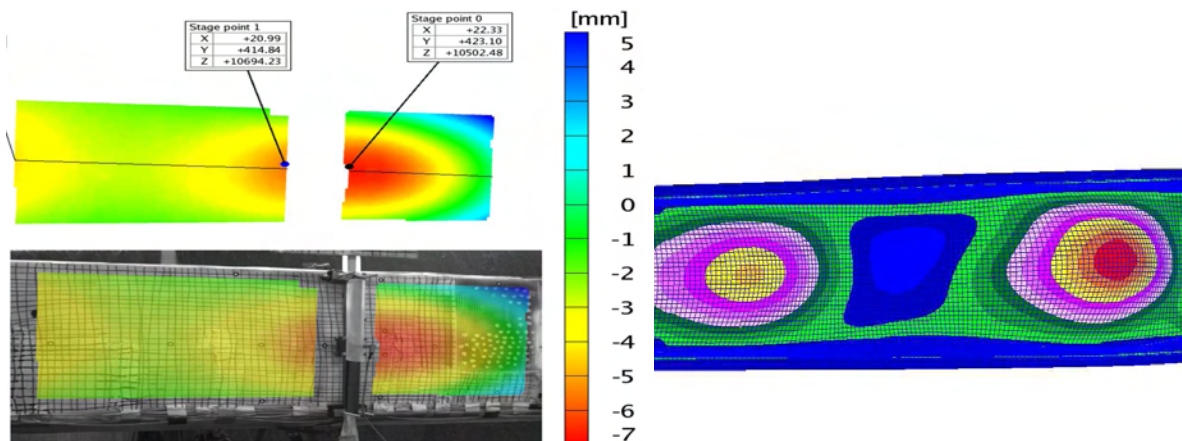 Stage point 1
X +20.99
Y +414.84
Z +10694.23
Stage point 0
X +22.33
Y +423.10
Z +10502.48
[mm]
5
4
3
2
1
0
-1
-2
-3
-4
-5
-6
-7